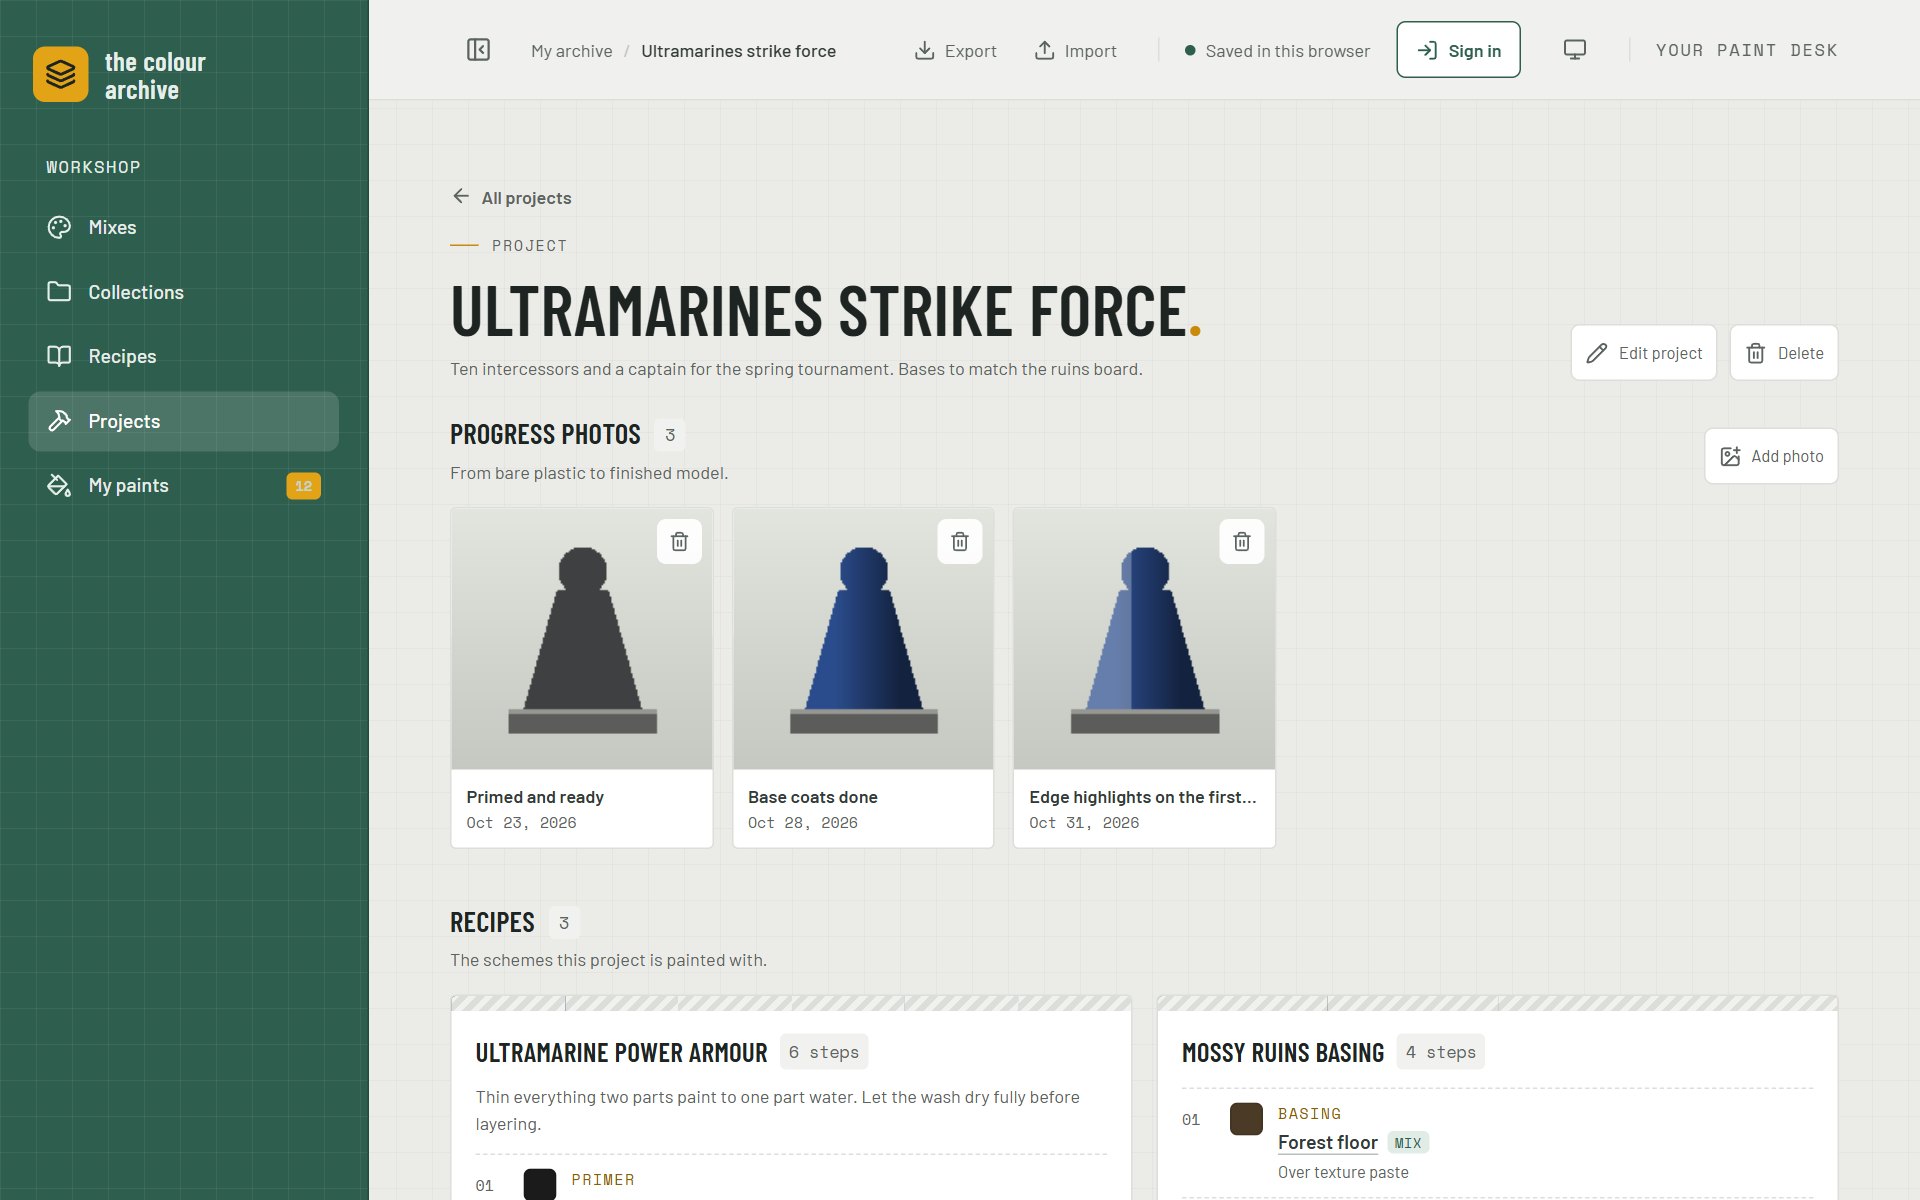 the colour
archive
WORKSHOP
Mixes
Collections
Recipes
Projects
My paints 12
My archive / Ultramarines strike force
Export
Import
Saved in this browser
Sign in
YOUR PAINT DESK
All projects
PROJECT
ULTRAMARINES STRIKE FORCE.
Ten intercessors and a captain for the spring tournament. Bases to match the ruins board.
Edit project
Delete
PROGRESS PHOTOS 3
From bare plastic to finished model.
Add photo
Primed and ready
Oct 23, 2026
Base coats done
Oct 28, 2026
Edge highlights on the first...
Oct 31, 2026
RECIPES 3
The schemes this project is painted with.
ULTRAMARINE POWER ARMOUR 6 steps
Thin everything two parts paint to one part water. Let the wash dry fully before
layering.
01 PRIMER
MOSSY RUINS BASING 4 steps
01 BASING
Forest floor MIX
Over texture paste